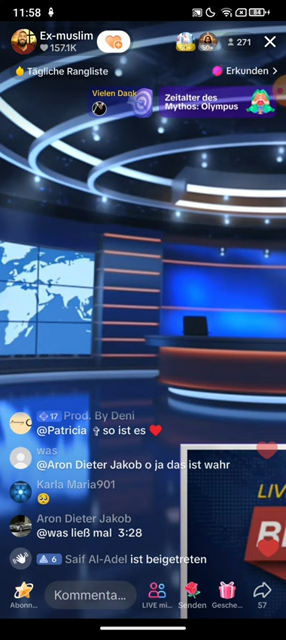 11:58
84
Ex-muslim
157.1K
50+
271
Tägliche Rangliste
Erkunden >
Vielen Dank
Zeitalter des
Mythos: Olympus
17 Prod. By Deni
@Patricia ✞ so ist es ❤️
was
@Aron Dieter Jakob o ja das ist wahr
Karla Maria901
🥺
Aron Dieter Jakob
@was ließ mal 3:28
6 Saif Al-Adel ist beigetreten
LIV
B
Kommenta...
Abonn...
LIVE mi...
Senden
Gesche...
57